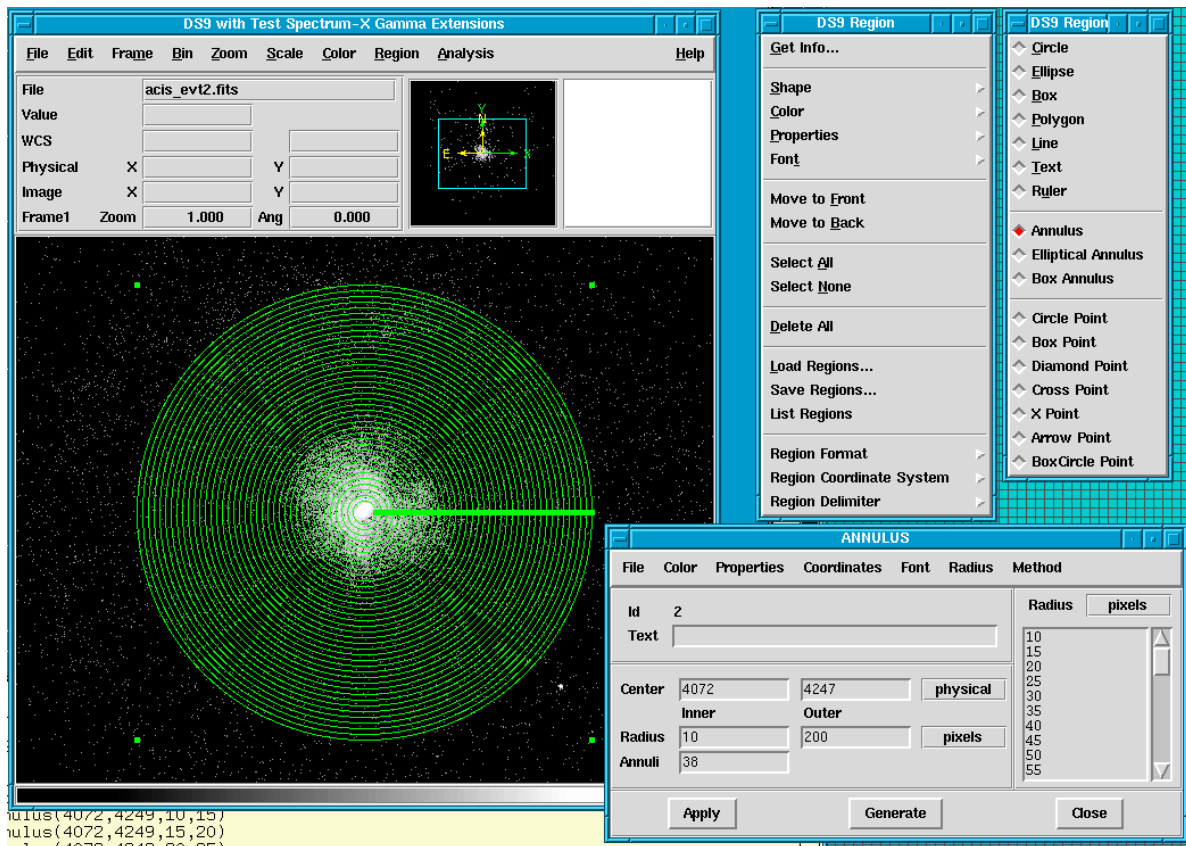 DS9 with Test Spectrum-X Gamma Extensions
File Edit Frame Bin Zoom Scale Color Region Analysis Help
File acis_evt2.fits
Value
WCS
Physical X Y
Image X Y
Frame1 Zoom 1.000 Ang 0.000
Y
N
E X
DS9 Region
Get Info...
Shape
Color
Properties
Font
Move to Front
Move to Back
Select All
Select None
Delete All
Load Regions...
Save Regions...
List Regions
Region Format
Region Coordinate System
Region Delimiter
DS9 Region
Circle
Ellipse
Box
Polygon
Line
Text
Ruler
Annulus
Elliptical Annulus
Box Annulus
Circle Point
Box Point
Diamond Point
Cross Point
X Point
Arrow Point
BoxCircle Point
ANNULUS
File Color Properties Coordinates Font Radius Method
Id 2
Text
Center 4072 4247 physical
Inner Outer
Radius 10 200 pixels
Annuli 38
Radius pixels
10
15
20
25
30
35
40
45
50
55
Apply Generate Close
nulus(4072,4249,10,15)
nulus(4072,4249,15,20)